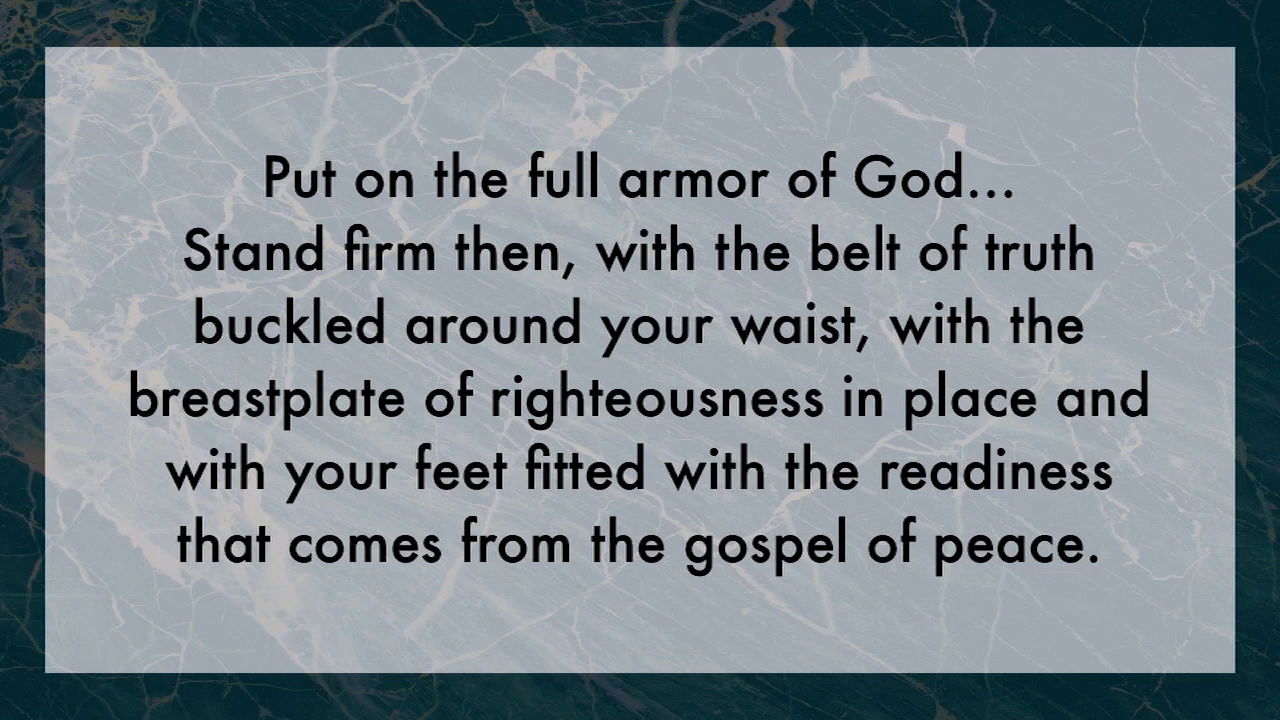 Put on the full armor of God...
Stand firm then, with the belt of truth
buckled around your waist, with the
breastplate of righteousness in place and
with your feet fitted with the readiness
that comes from the gospel of peace.